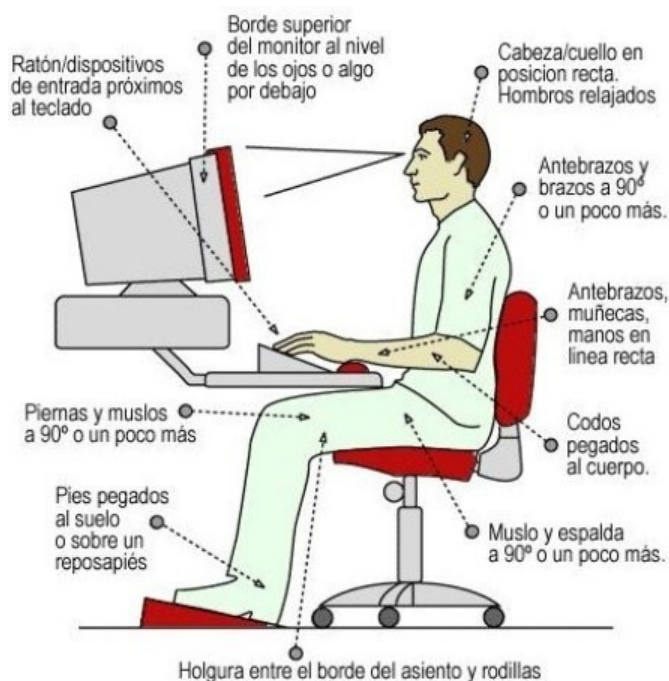 Borde superior
del monitor al nivel
de los ojos o algo
por debajo
Ratón/dispositivos
de entrada próximos
al teclado
Cabeza/cuello en
posicion recta.
Hombros relajados
Antebrazos y
brazos a 90º
o un poco más.
Antebrazos,
muñecas,
manos en
línea recta
Codos
pegados
al cuerpo.
Muslo y espalda
a 90º o un poco más.
Piernas y muslos
a 90º o un poco más
Pies pegados
al suelo
o sobre un
reposapiés
Holgura entre el borde del asiento y rodillas